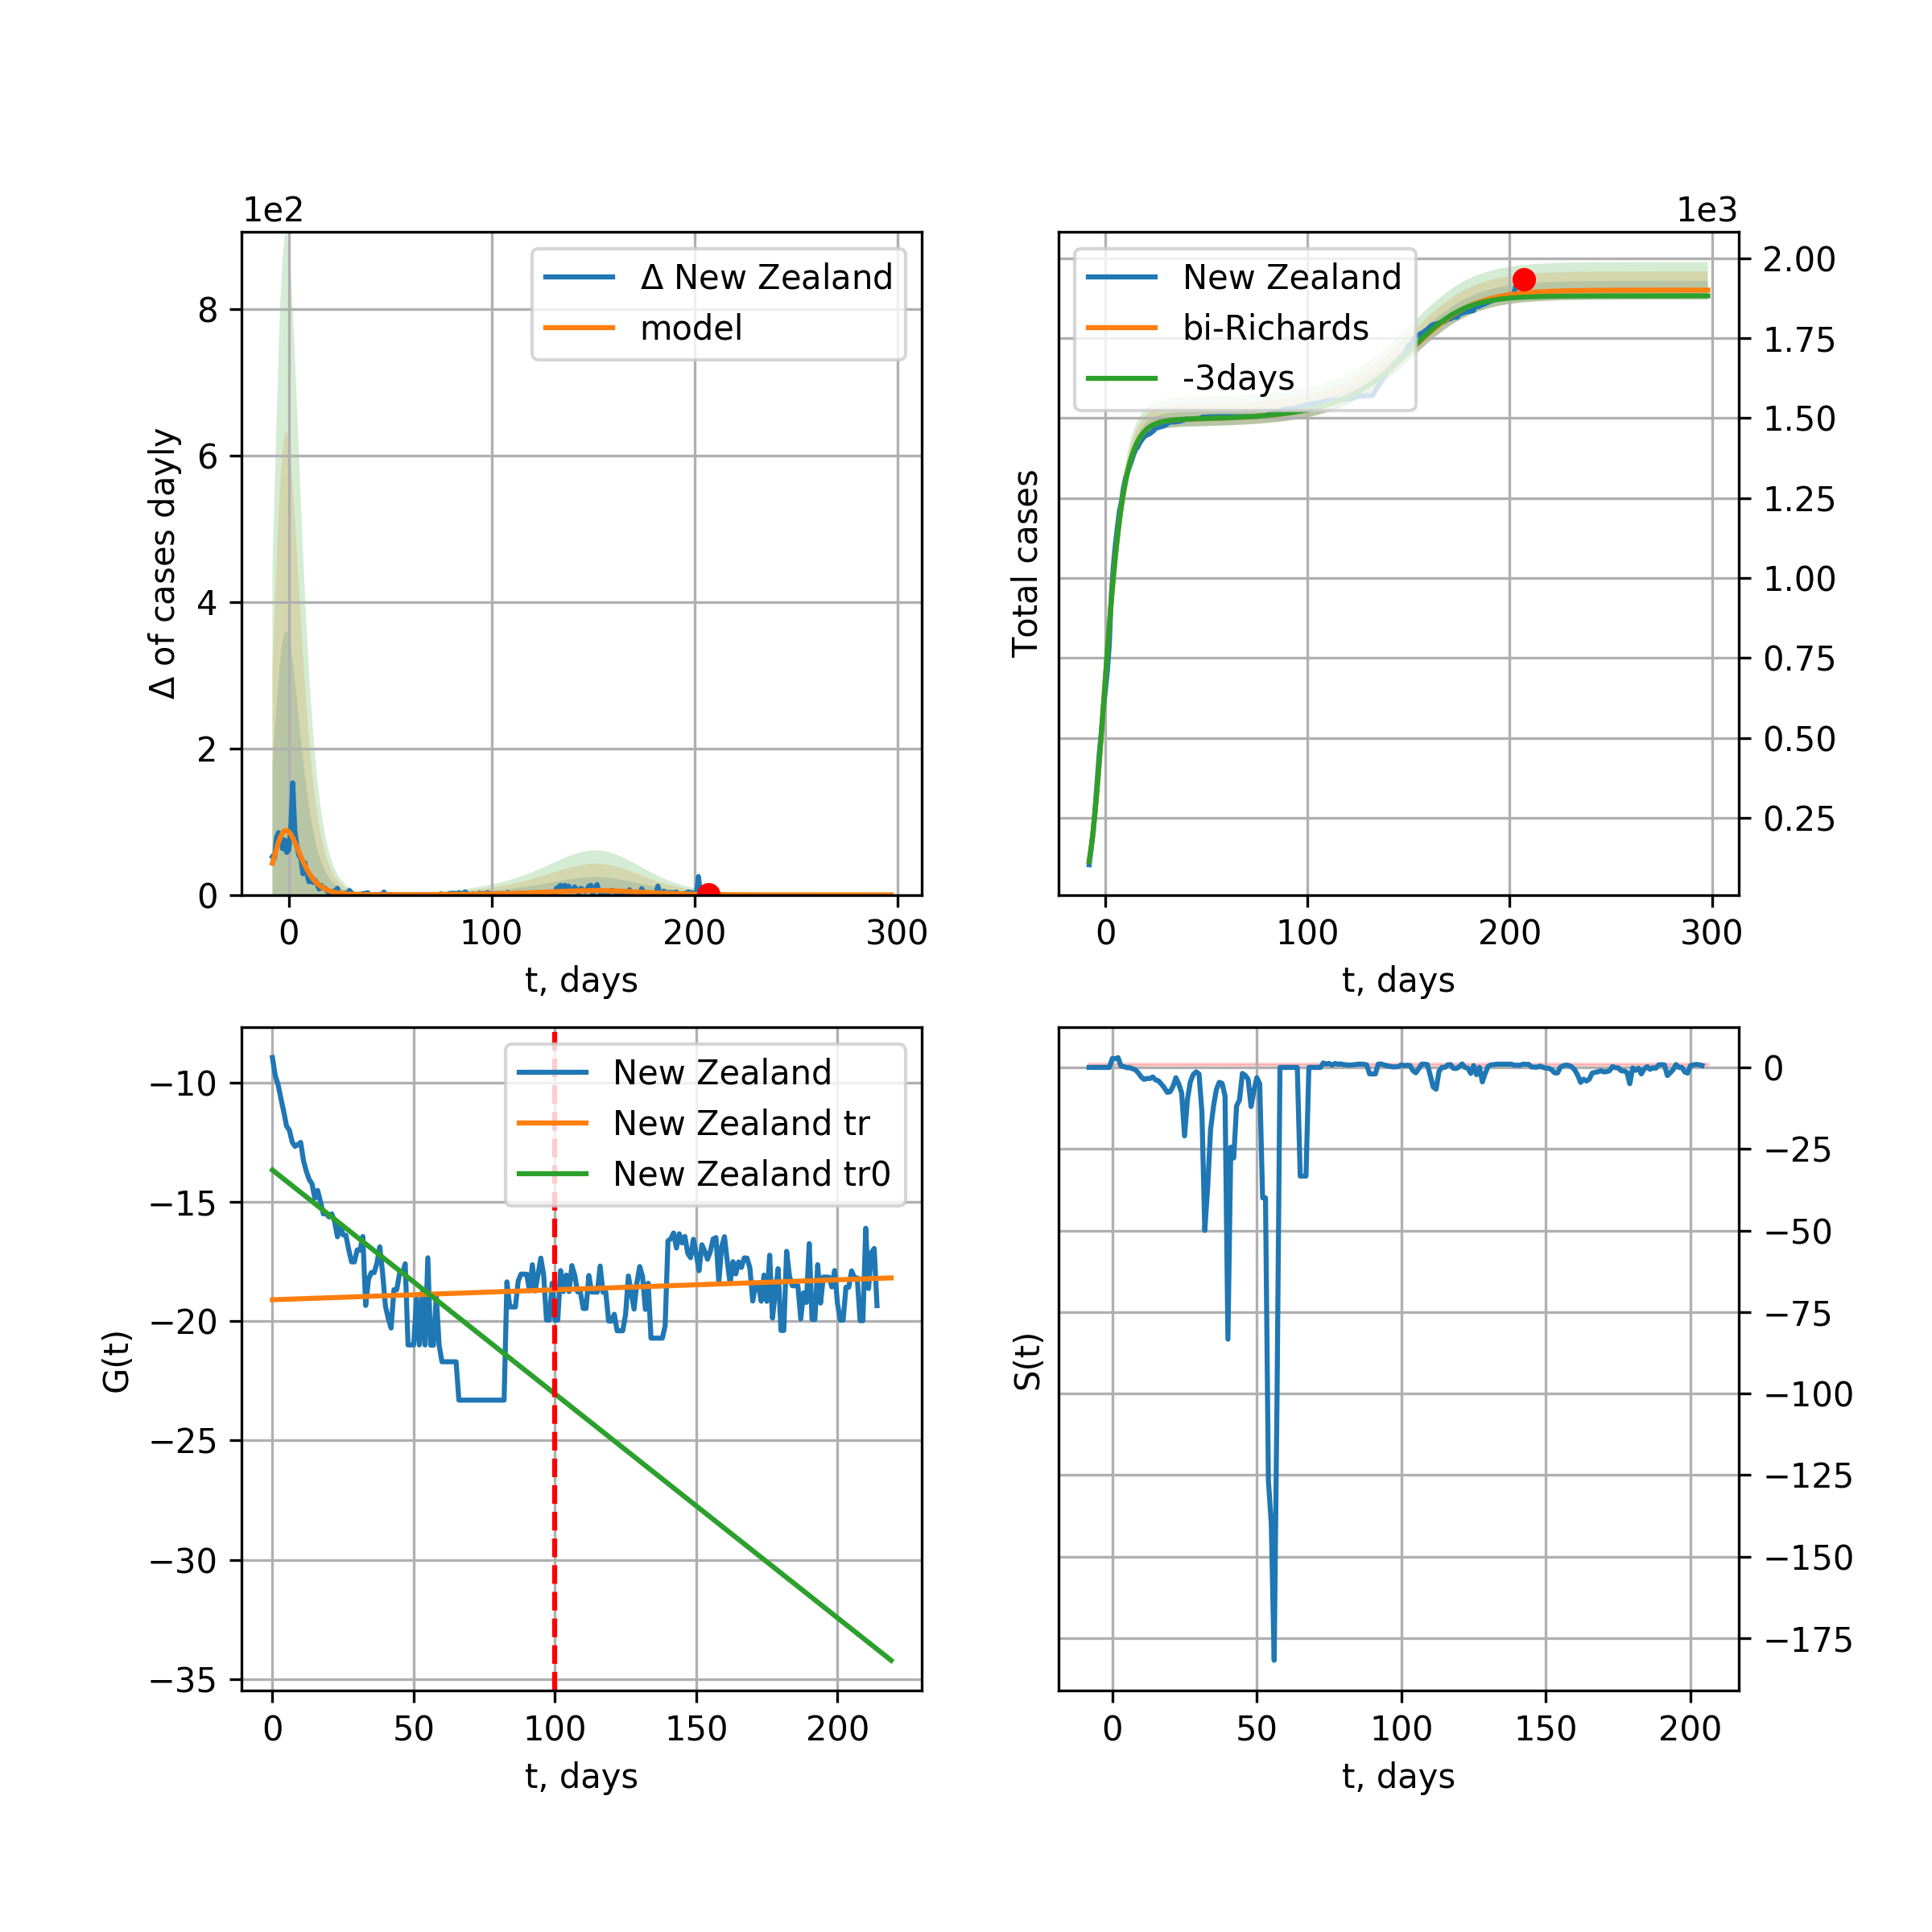 1e2
Δ New Zealand
model
8
6
4
2
0
Δ of cases dayly
0
100
200
300
t, days
1e3
New Zealand
bi-Richards
-3days
2.00
1.75
1.50
1.25
1.00
0.75
0.50
0.25
Total cases
0
100
200
300
t, days
New Zealand
New Zealand tr
New Zealand tr0
−10
−15
−20
−25
−30
−35
G(t)
0
50
100
150
200
t, days
0
−25
−50
−75
−100
−125
−150
−175
S(t)
0
50
100
150
200
t, days